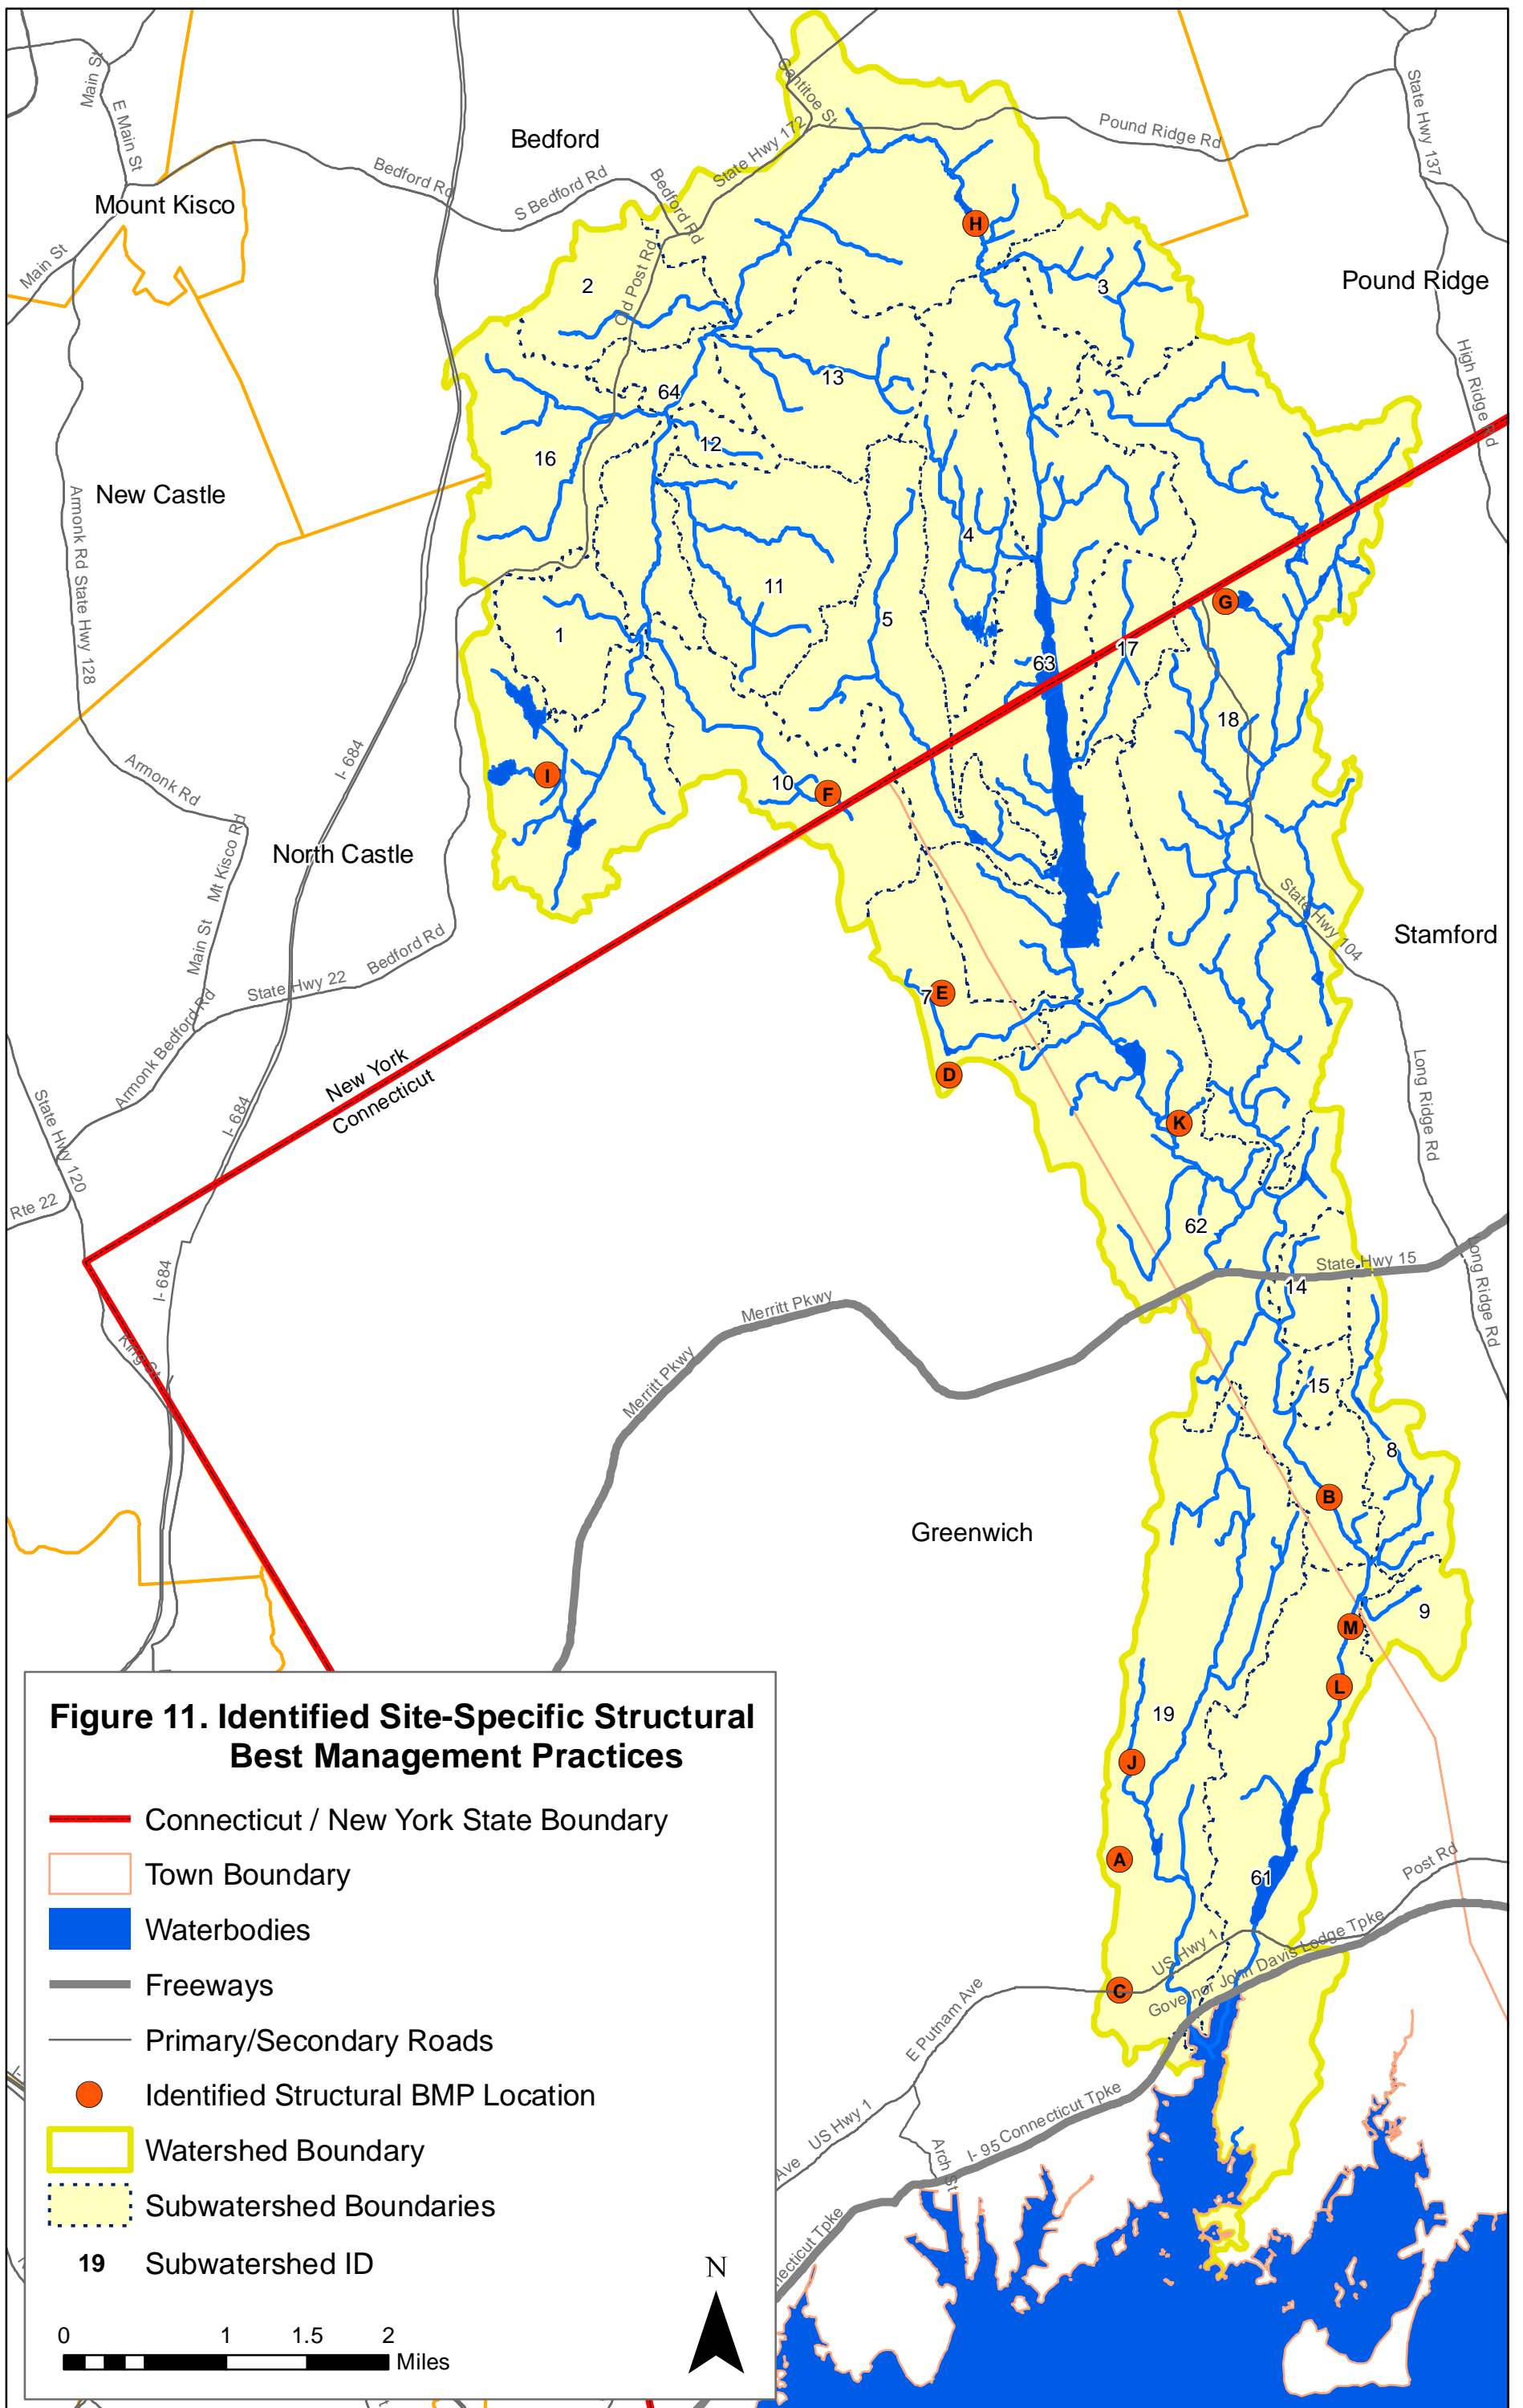 Cantitoe St
Main St
E Main St
State Hwy 137
Bedford
Pound Ridge Rd
State Hwy 172
Bedford Rd
S Bedford Rd
Bedford Rd
Mount Kisco
H
Main St
Old Post Rd
2
3
Pound Ridge
High Ridge Rd
13
64
12
16
New Castle
Armonk Rd State Hwy 128
4
11
5
G
1
17
63
18
I-684
Armonk Rd
I
10
F
Mt Kisco Rd
North Castle
Main St
State Hwy 104
Stamford
Bedford Rd
State Hwy 22
7
E
Armonk Bedford Rd
New York
Connecticut
D
Long Ridge Rd
State Hwy 120
I-684
K
Rte 22
62
I-684
State Hwy 15
14
Long Ridge Rd
Merritt Pkwy
King St
Merritt Pkwy
15
8
B
Greenwich
9
M
L
19
J
A
61
Post Rd
US Hwy 1
Governor John Davis Lodge Tpke
C
E Putnam Ave
US Hwy 1
Ave
I-95 Connecticut Tpke
Arch St
necticut Tpke
I-
Figure 11. Identified Site-Specific Structural
Best Management Practices
Connecticut / New York State Boundary
Town Boundary
Waterbodies
Freeways
Primary/Secondary Roads
Identified Structural BMP Location
Watershed Boundary
Subwatershed Boundaries
19 Subwatershed ID
N
0 1 1.5 2
Miles